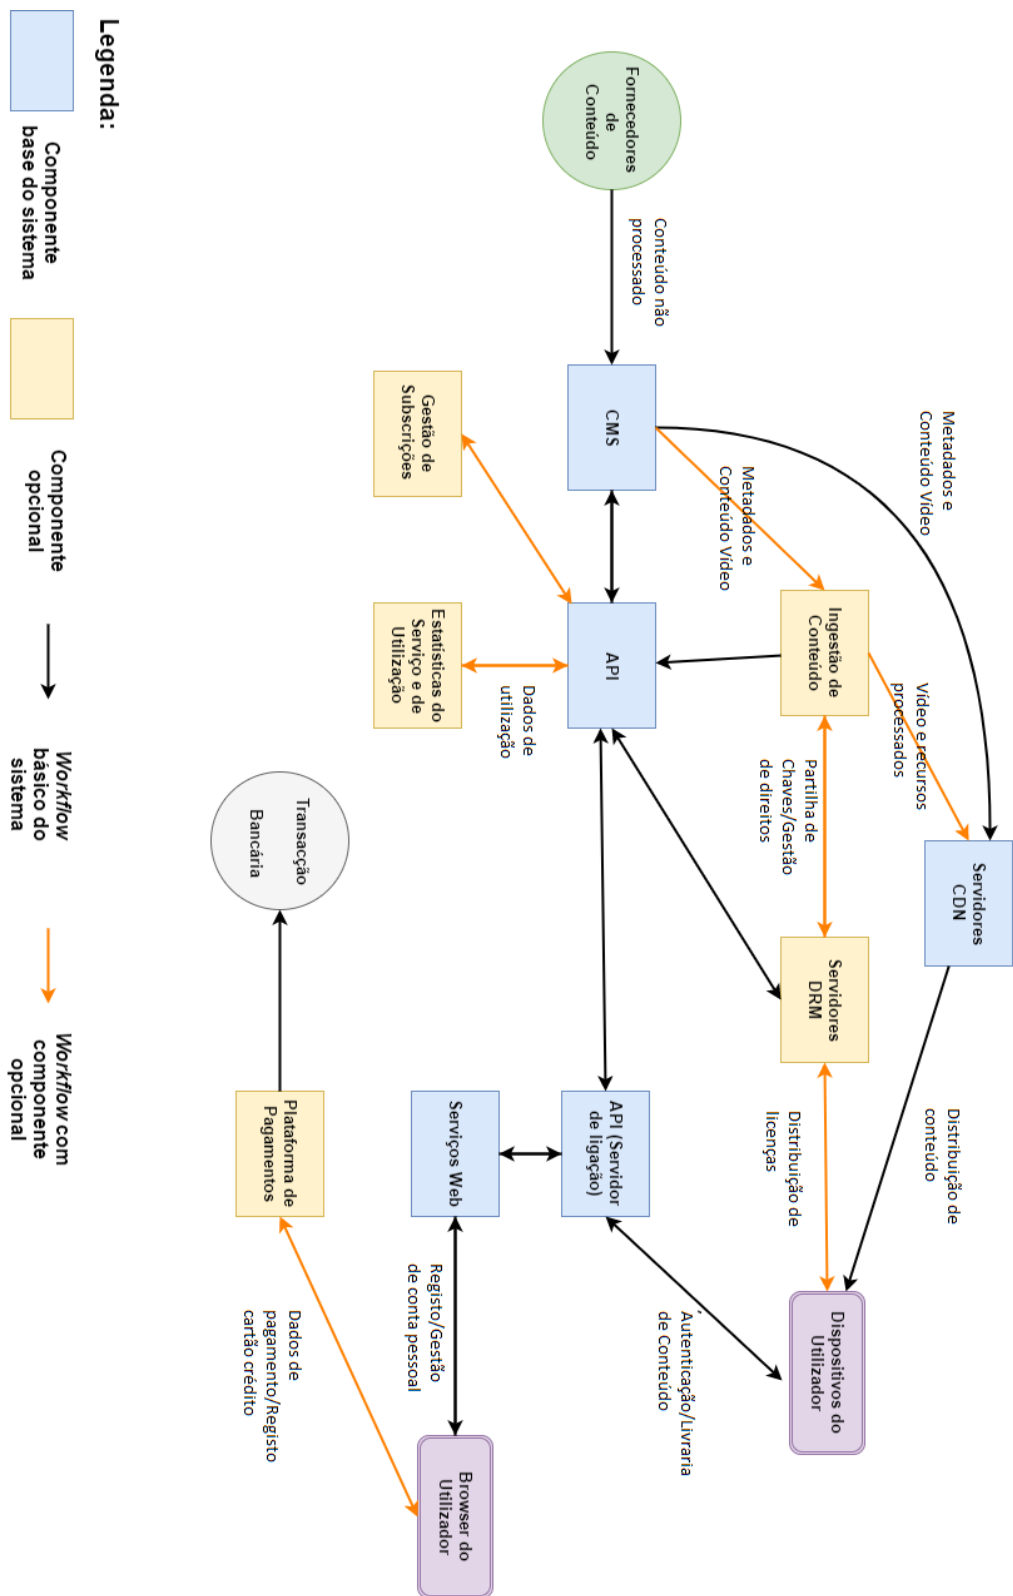 Metadados e
Conteúdo Vídeo
Servidores
CDN
Distribuição de
conteúdo
Metadados e
Conteúdo Vídeo
Ingestão de
Conteúdo
Vídeo e recursos
processados
Partilha de
Chaves/Gestão
de direitos
Servidores
DRM
Distribuição de
licenças
Dispositivos do
Utilizador
Fornecedores
de
Conteúdo
Conteúdo não
processado
CMS
API
API (Servidor
de ligação)
Autenticação/Livraria
de Conteúdo
Gestão de
Subscrições
Estatisticas do
Serviço e de
Utilização
Dados de
utilização
Serviços Web
Registo/Gestão
de conta pessoal
Browser do
Utilizador
Transacção
Bancária
Plataforma de
Pagamentos
Dados de
pagamento/Registo
cartão crédito
Legenda:
Componente
base do sistema
Componente
opcional
Workflow
básico do
sistema
Workflow com
componente
opcional